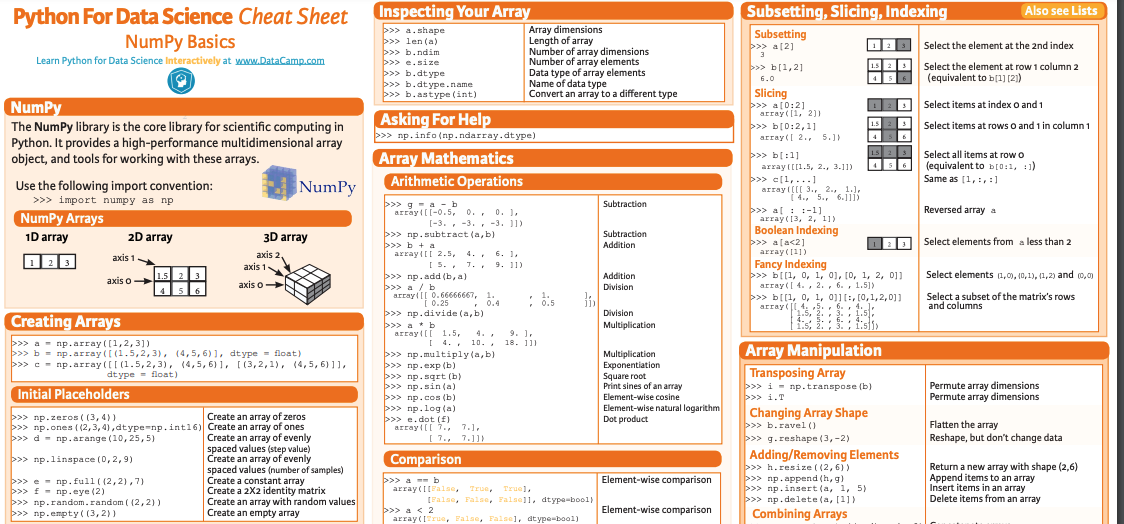 Python For Data Science Cheat Sheet
NumPy Basics
Learn Python for Data Science Interactively at www.DataCamp.com
NumPy
The NumPy library is the core library for scientific computing in
Python. It provides a high-performance multidimensional array
object, and tools for working with these arrays.
Use the following import convention:
>>> import numpy as np
NumPy
NumPy Arrays
1D array 2D array 3D array
1 2 3
axis 1
axis 0
1.5 2 3
4 5 6
axis 2
axis 1
axis 0
Creating Arrays
>>> a = np.array([1,2,3])
>>> b = np.array([(1.5,2,3), (4,5,6)], dtype = float)
>>> c = np.array([[(1.5,2,3), (4,5,6)], [(3,2,1), (4,5,6)]],
dtype = float)
Initial Placeholders
>>> np.zeros((3,4)) Create an array of zeros
>>> np.ones((2,3,4),dtype=np.int16) Create an array of ones
>>> d = np.arange(10,25,5) Create an array of evenly
spaced values (step value)
>>> np.linspace(0,2,9) Create an array of evenly
spaced values (number of samples)
>>> e = np.full((2,2),7) Create a constant array
>>> f = np.eye(2) Create a 2X2 identity matrix
>>> np.random.random((2,2)) Create an array with random values
>>> np.empty((3,2)) Create an empty array
Inspecting Your Array
>>> a.shape Array dimensions
>>> len(a) Length of array
>>> b.ndim Number of array dimensions
>>> e.size Number of array elements
>>> b.dtype Data type of array elements
>>> b.dtype.name Name of data type
>>> b.astype(int) Convert an array to a different type
Asking For Help
>>> np.info(np.ndarray.dtype)
Array Mathematics
Arithmetic Operations
>>> g = a - b Subtraction
array([[-0.5, 0. , 0. ],
[-3. , -3. , -3. ]])
>>> np.subtract(a,b) Subtraction
>>> b + a Addition
array([[ 2.5, 4. , 6. ],
[ 5. , 7. , 9. ]])
>>> np.add(b,a) Addition
>>> a / b Division
array([[ 0.66666667, 1. , 1. ],
[ 0.25 , 0.4 , 0.5 ]])
>>> np.divide(a,b) Division
>>> a * b Multiplication
array([[ 1.5, 4. , 9. ],
[ 4. , 10. , 18. ]])
>>> np.multiply(a,b) Multiplication
>>> np.exp(b) Exponentiation
>>> np.sqrt(b) Square root
>>> np.sin(a) Print sines of an array
>>> np.cos(b) Element-wise cosine
>>> np.log(a) Element-wise natural logarithm
>>> e.dot(f) Dot product
array([[ 7., 7.],
[ 7., 7.]])
Comparison
>>> a == b Element-wise comparison
array([[False, True, True],
[False, False, False]], dtype=bool)
>>> a < 2 Element-wise comparison
array([True, False, False], dtype=bool)
Subsetting, Slicing, Indexing Also see Lists
Subsetting
>>> a[2] 1 2 3 Select the element at the 2nd index
3
>>> b[1,2] 1.5 2 3 Select the element at row 1 column 2
6.0 4 5 6 (equivalent to b[1][2])
Slicing
>>> a[0:2] 1 2 3 Select items at index 0 and 1
array([1, 2])
>>> b[0:2,1] 1.5 2 3 Select items at rows 0 and 1 in column 1
array([ 2., 5.]) 4 5 6
>>> b[:1] 1.5 2 3 Select all items at row 0
array([[1.5, 2., 3.]]) 4 5 6 (equivalent to b[0:1, :])
>>> c[1,...] Same as [1,:,:]
array([[[ 3., 2., 1.],
[ 4., 5., 6.]]])
>>> a[ : :-1] Reversed array a
array([3, 2, 1])
Boolean Indexing
>>> a[a<2] 1 2 3 Select elements from a less than 2
array([1])
Fancy Indexing
>>> b[[1, 0, 1, 0],[0, 1, 2, 0]] Select elements (1,0),(0,1),(1,2) and (0,0)
array([ 4. , 2. , 6. , 1.5])
>>> b[[1, 0, 1, 0]][:,[0,1,2,0]] Select a subset of the matrix's rows
array([[ 4. ,5. , 6. , 4. ], and columns
[ 1.5, 2. , 3. , 1.5],
[ 4. , 5. , 6. , 4. ],
[ 1.5, 2. , 3. , 1.5]])
Array Manipulation
Transposing Array
>>> i = np.transpose(b) Permute array dimensions
>>> i.T Permute array dimensions
Changing Array Shape
>>> b.ravel() Flatten the array
>>> g.reshape(3,-2) Reshape, but don't change data
Adding/Removing Elements
>>> h.resize((2,6)) Return a new array with shape (2,6)
>>> np.append(h,g) Append items to an array
>>> np.insert(a, 1, 5) Insert items in an array
>>> np.delete(a,[1]) Delete items from an array
Combining Arrays